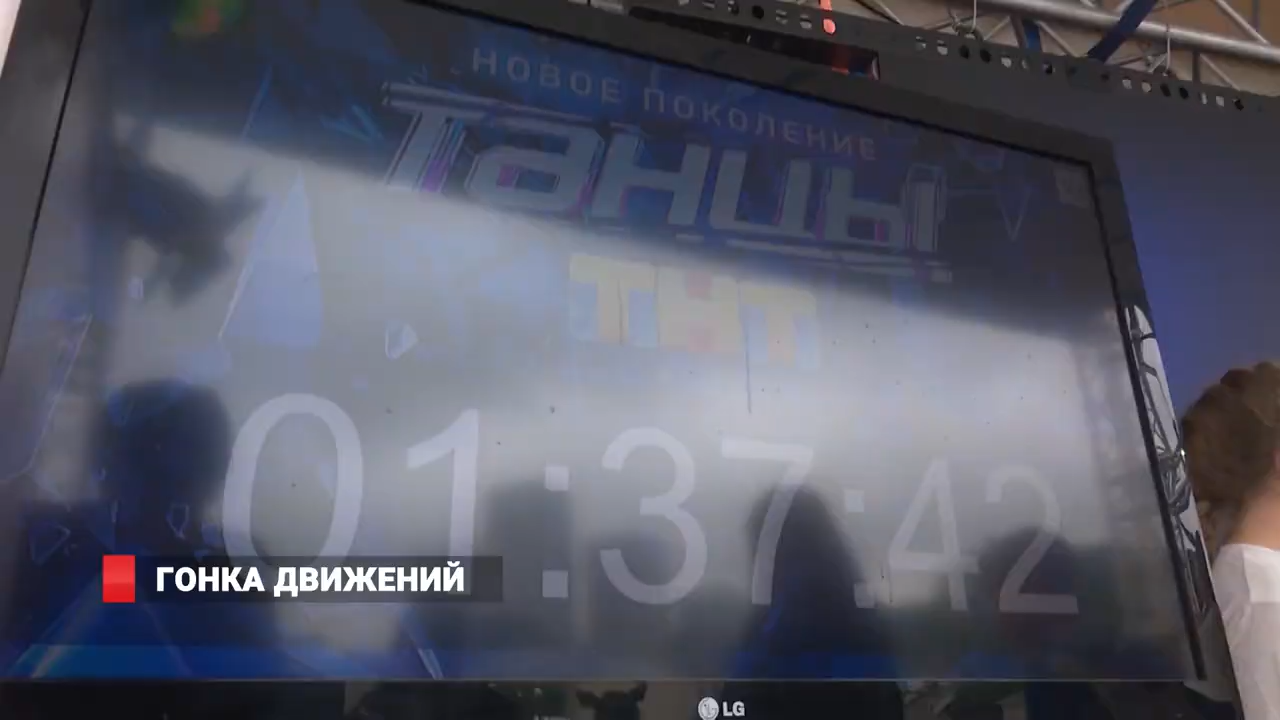 НОВОЕ ПОКОЛЕНИЕ
Танцы
ТНТ
01:37:42
ГОНКА ДВИЖЕНИЙ
LG